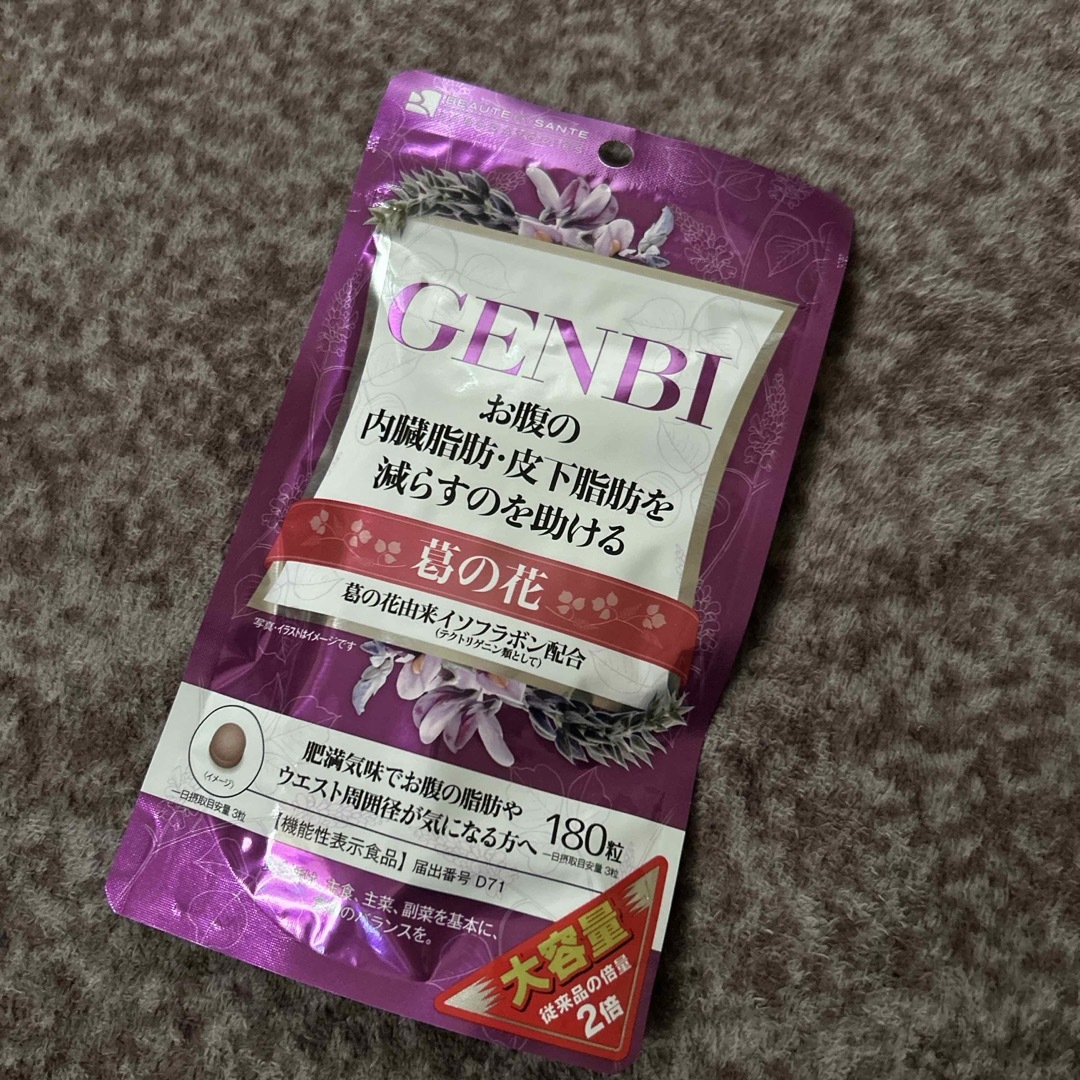 BEAUTE SANTE
GENBI
お腹の
内臓脂肪・皮下脂肪を
減らすのを助ける
葛の花
葛の花由来イソフラボン配合
(テクトリゲニン類として)
写真・イラストはイメージです
(イメージ)
一日摂取目安量 3粒
肥満気味でお腹の脂肪や
ウエスト周囲径が気になる方へ
180粒
一日摂取目安量 3粒
【機能性表示食品】届出番号 D71
主食、主菜、副菜を基本に、
のバランスを。
大容量
従来品の倍量
2倍